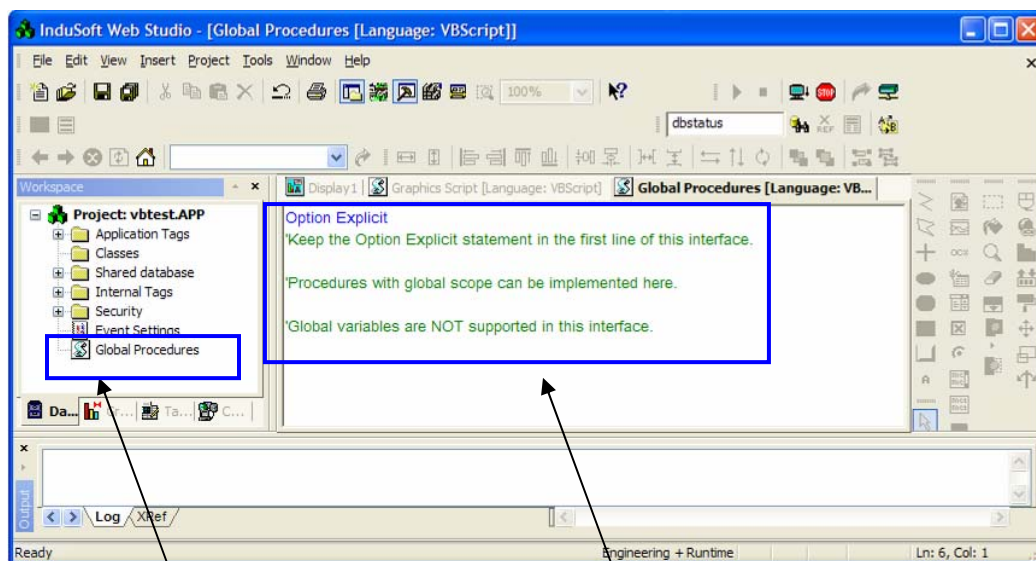 InduSoft Web Studio - [Global Procedures [Language: VBScript]]
File Edit View Insert Project Tools Window Help
100%
STOP
dbstatus
XREF
Workspace
Display1 Graphics Script [Language: VBScript] Global Procedures [Language: VB...
Project: vbtest.APP
Application Tags
Classes
Shared database
Internal Tags
Security
Event Settings
Global Procedures
Option Explicit
'Keep the Option Explicit statement in the first line of this interface.
'Procedures with global scope can be implemented here.
'Global variables are NOT supported in this interface.
Da... Ta... C...
Output
Log XRef
Ready Engineering + Runtime Ln: 6, Col: 1